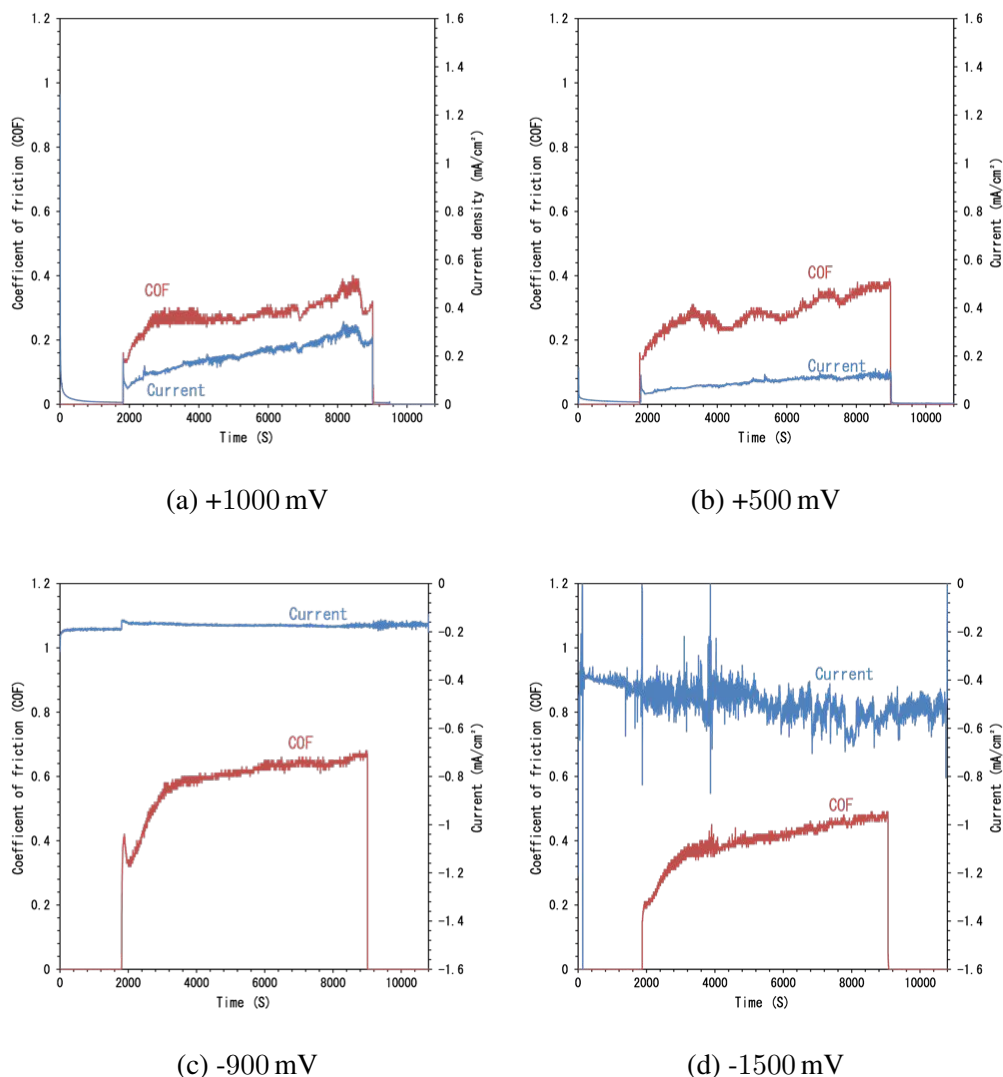 1.2
1
0.8
0.6
0.4
0.2
0
Coefficent of friction (COF)
COF
Current
1.6
1.4
1.2
1
0.8
0.6
0.4
0.2
0
Current density (mA/cm²)
0 2000 4000 6000 8000 10000
Time (S)
(a) +1000 mV
1.2
1
0.8
0.6
0.4
0.2
0
Coefficent of friction (COF)
COF
Current
1.6
1.4
1.2
1
0.8
0.6
0.4
0.2
0
Current (mA/cm²)
0 2000 4000 6000 8000 10000
Time (S)
(b) +500 mV
1.2
1
0.8
0.6
0.4
0.2
0
Coefficent of friction (COF)
Current
COF
0
-0.2
-0.4
-0.6
-0.8
-1
-1.2
-1.4
-1.6
Current (mA/cm²)
0 2000 4000 6000 8000 10000
Time (S)
(c) -900 mV
1.2
1
0.8
0.6
0.4
0.2
0
Coefficent of friction (COF)
Current
COF
0
-0.2
-0.4
-0.6
-0.8
-1
-1.2
-1.4
-1.6
Current (mA/cm²)
0 2000 4000 6000 8000 10000
Time (S)
(d) -1500 mV